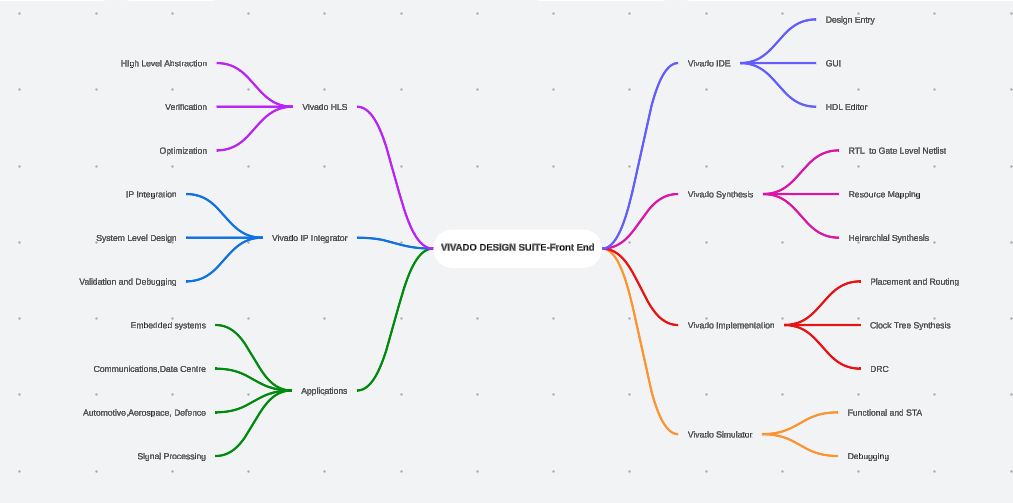 VIVADO DESIGN SUITE-Front End
Vivado HLS
High Level Abstraction
Verification
Optimization
Vivado IP Integrator
IP Integration
System Level Design
Validation and Debugging
Applications
Embedded systems
Communications,Data Centre
Automotive,Aerospace, Defence
Signal Processing
Vivado IDE
Design Entry
GUI
HDL Editor
Vivado Synthesis
RTL to Gate Level Netlist
Resource Mapping
Heirarchial Synthesis
Vivado Implementation
Placement and Routing
Clock Tree Synthesis
DRC
Vivado Simulator
Functional and STA
Debugging